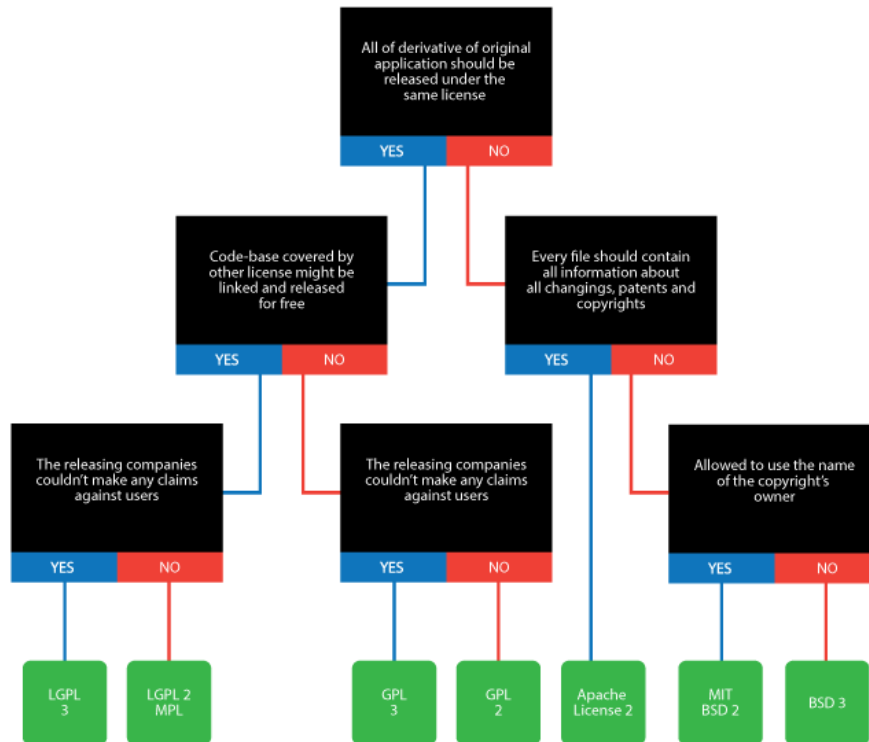 All of derivative of original
application should be
released under the
same license
YES
NO
Code-base covered by
other license might be
linked and released
for free
YES
NO
Every file should contain
all information about
all changings, patents and
copyrights
YES
NO
The releasing companies
couldn't make any claims
against users
YES
NO
The releasing companies
couldn't make any claims
against users
YES
NO
Allowed to use the name
of the copyright's
owner
YES
NO
LGPL
3
LGPL 2
MPL
GPL
3
GPL
2
Apache
License 2
MIT
BSD 2
BSD 3